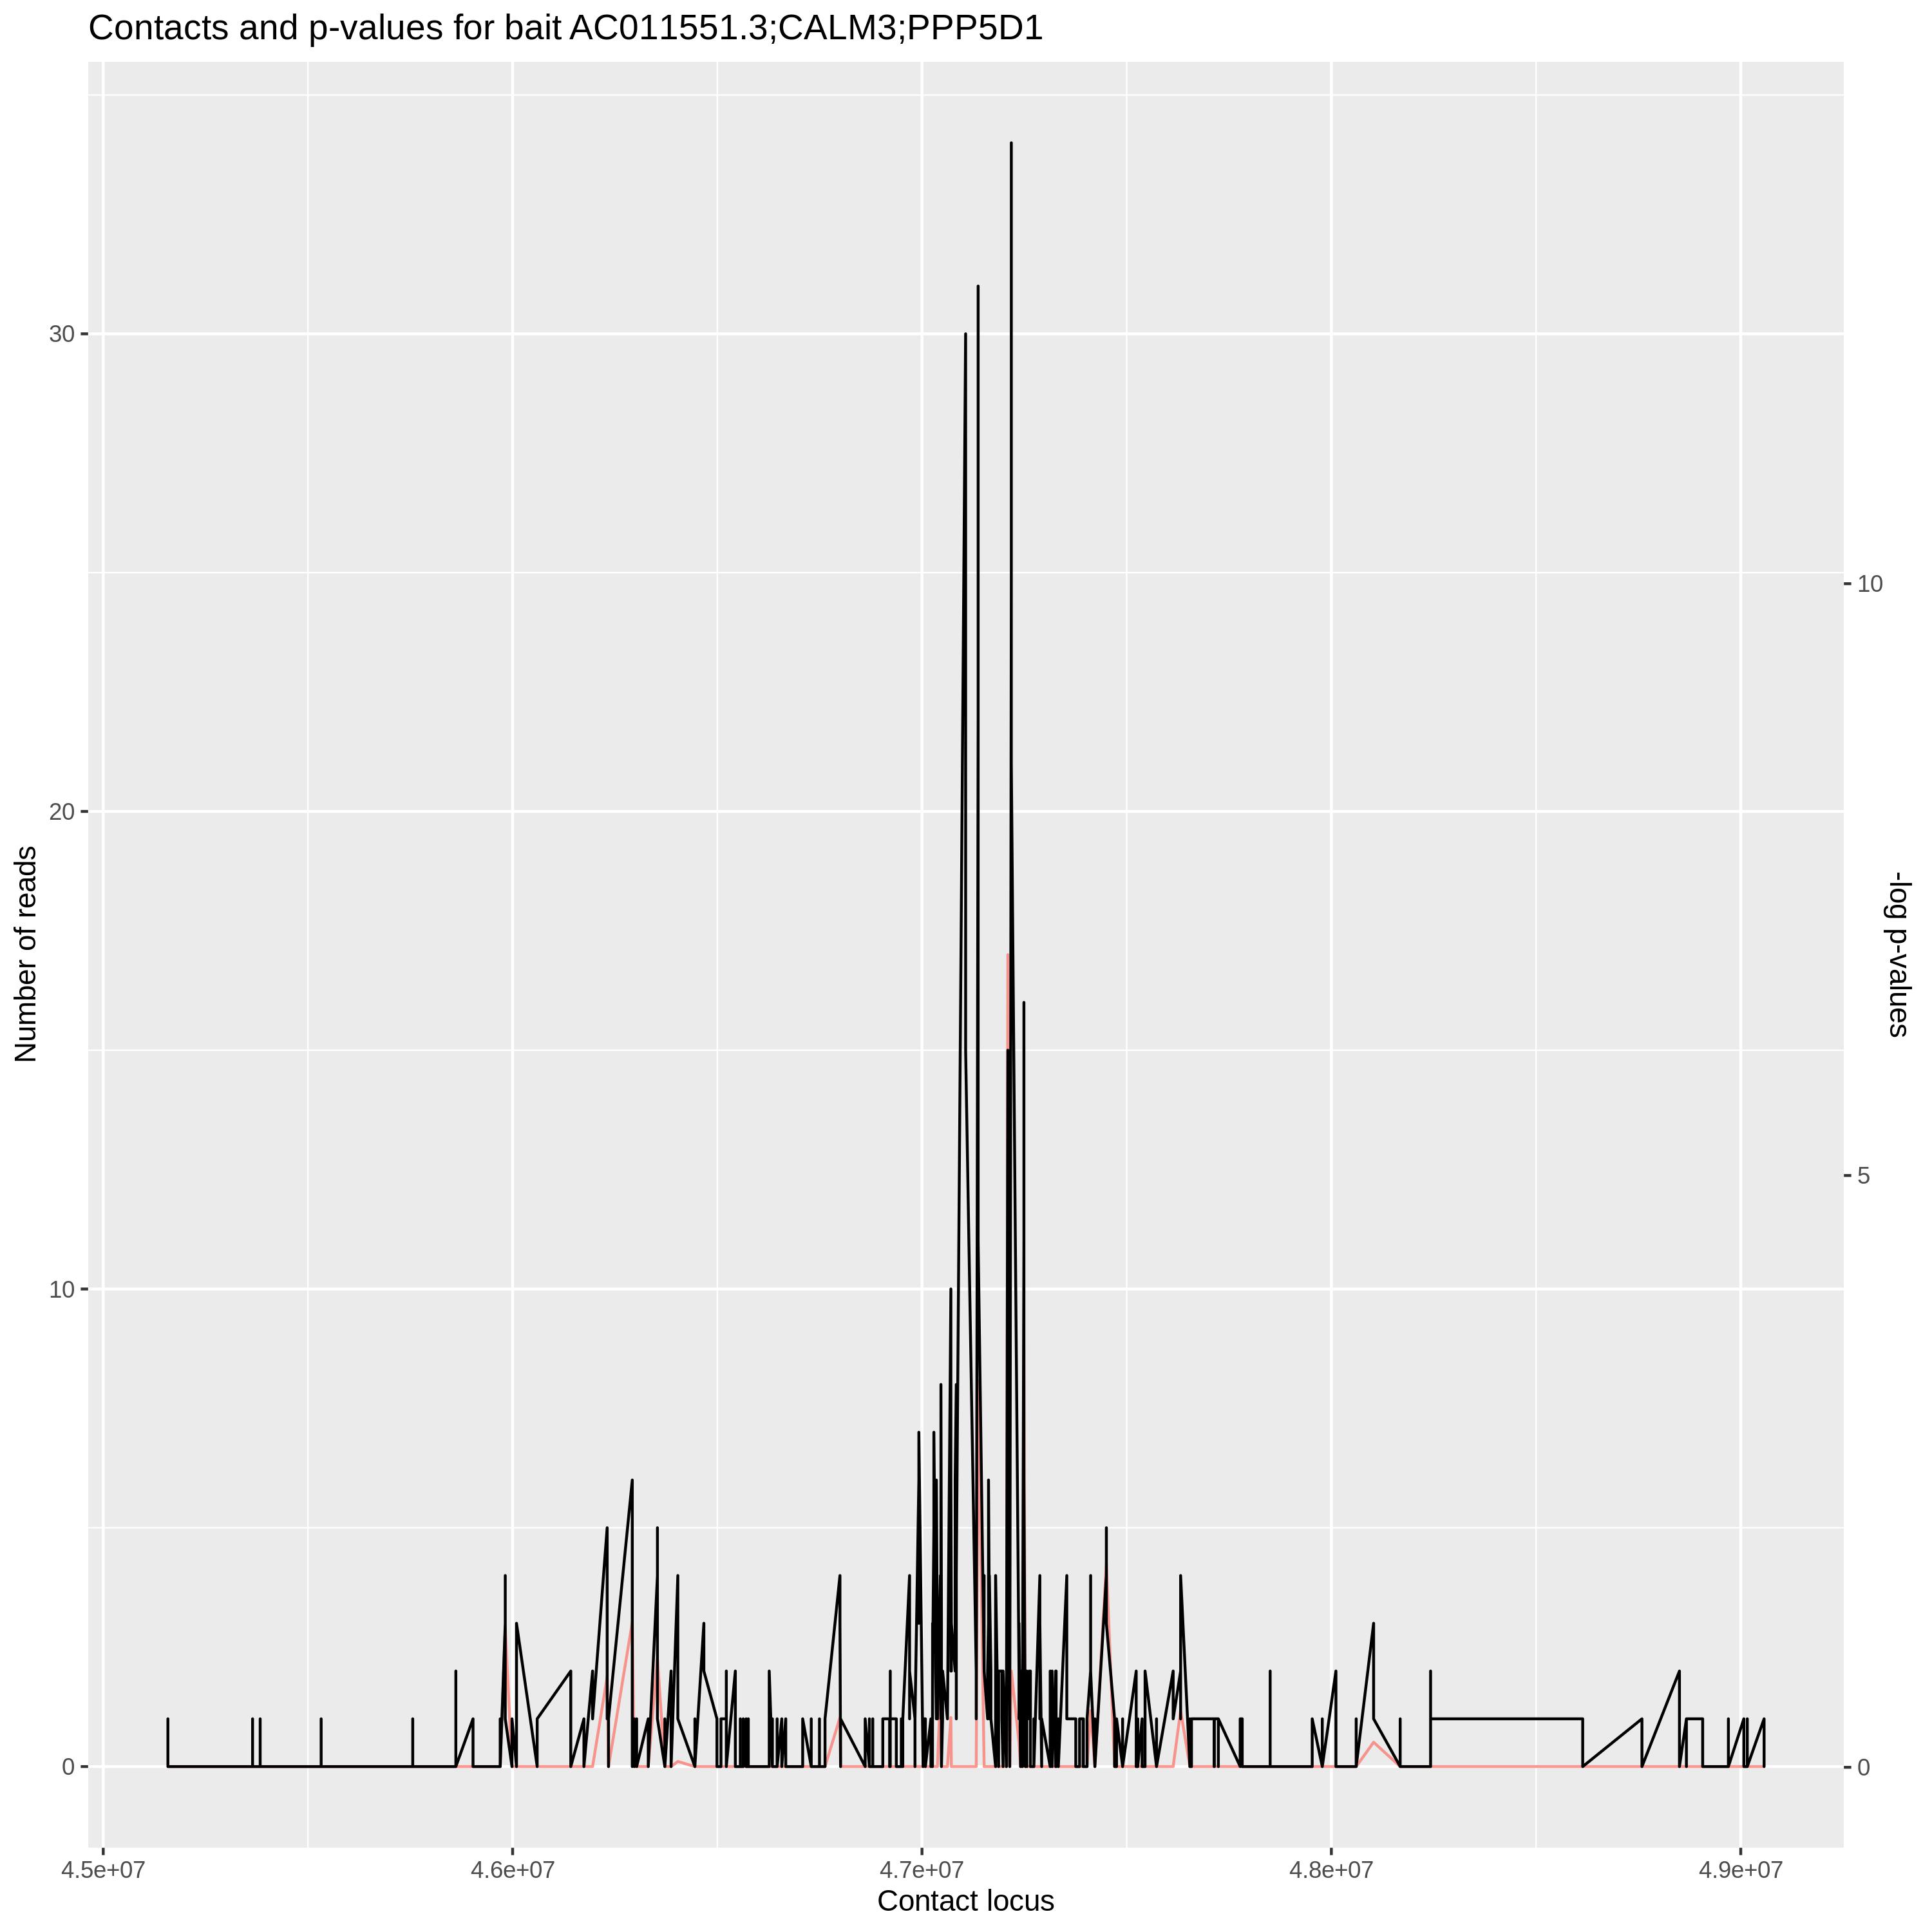 Contacts and p-values for bait AC011551.3;CALM3;PPP5D1
30
20
10
0
Number of reads
10
5
0
-log p-values
4.5e+07
4.6e+07
4.7e+07
4.8e+07
4.9e+07
Contact locus